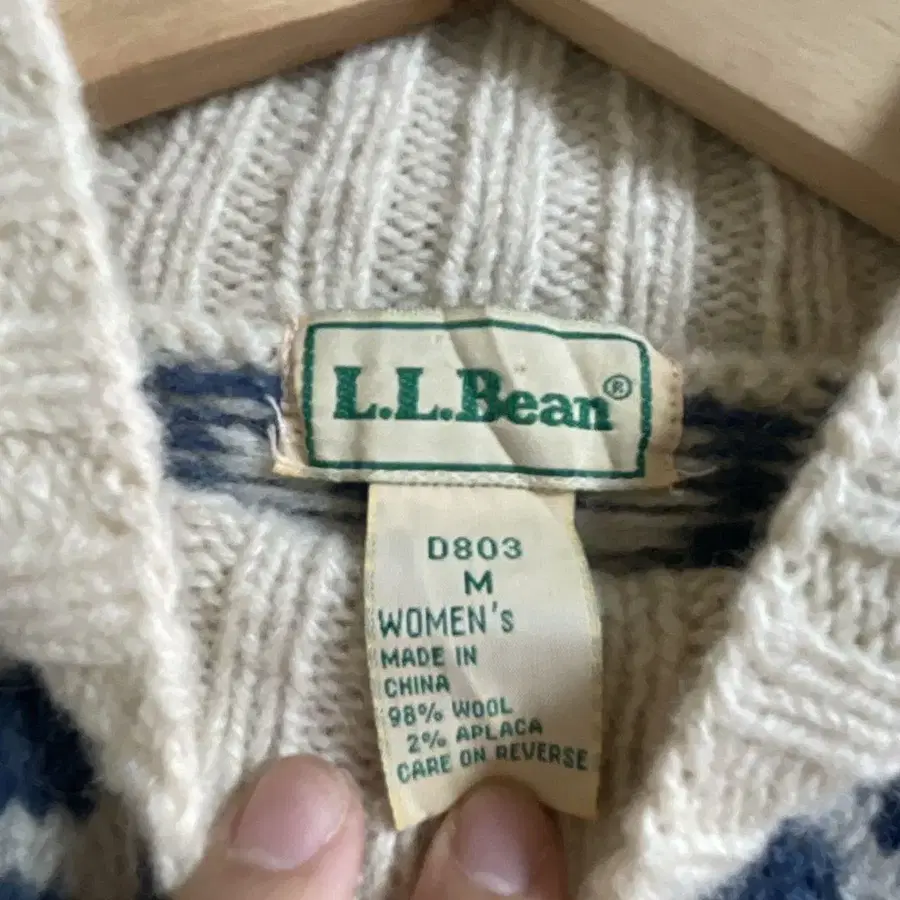 L.L.Bean®
D803
M
WOMEN's
MADE IN
CHINA
98% WOOL
2% APLACA
CARE ON REVERSE